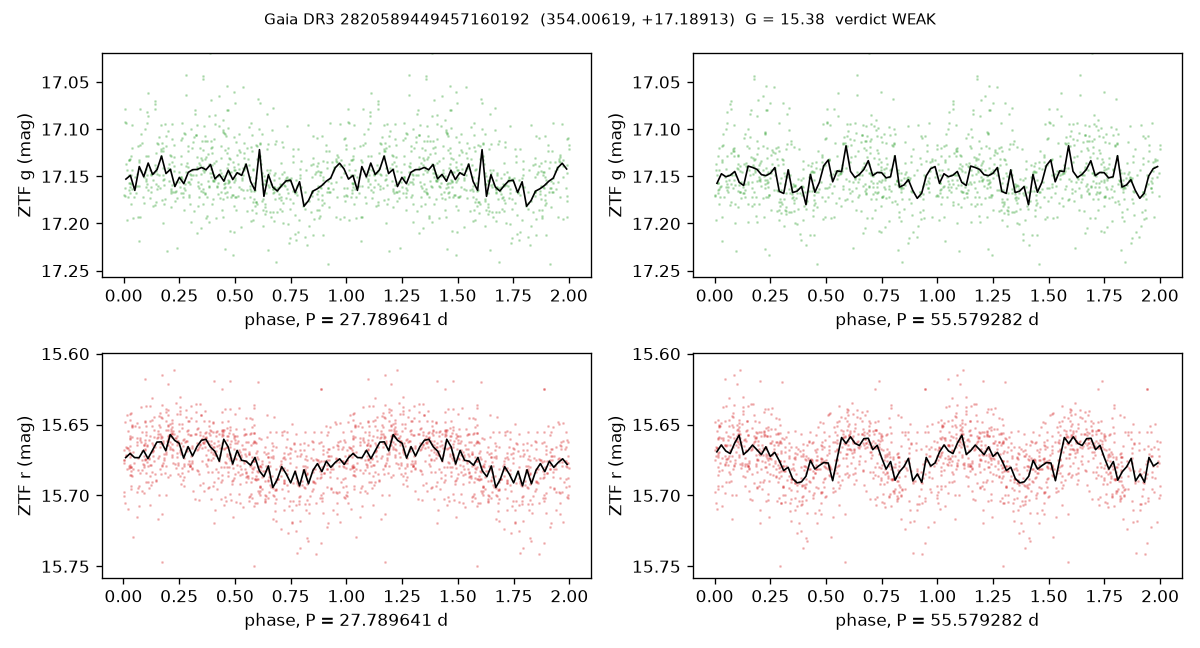 Gaia DR3 2820589449457160192 (354.00619, +17.18913) G = 15.38 verdict WEAK
ZTF g (mag)
17.05
17.10
17.15
17.20
17.25
0.00 0.25 0.50 0.75 1.00 1.25 1.50 1.75 2.00
phase, P = 27.789641 d
ZTF g (mag)
17.05
17.10
17.15
17.20
17.25
0.00 0.25 0.50 0.75 1.00 1.25 1.50 1.75 2.00
phase, P = 55.579282 d
ZTF r (mag)
15.60
15.65
15.70
15.75
0.00 0.25 0.50 0.75 1.00 1.25 1.50 1.75 2.00
phase, P = 27.789641 d
ZTF r (mag)
15.60
15.65
15.70
15.75
0.00 0.25 0.50 0.75 1.00 1.25 1.50 1.75 2.00
phase, P = 55.579282 d